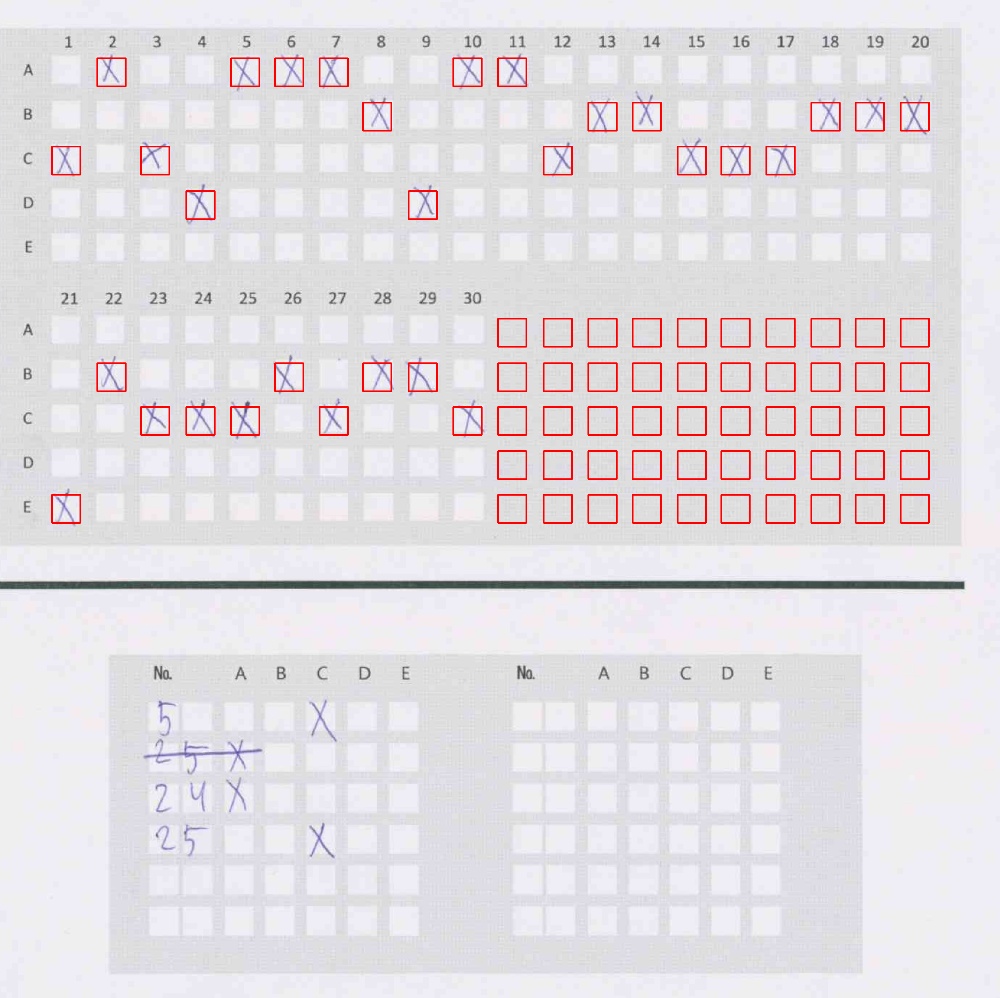 1 2 3 4 5 6 7 8 9 10 11 12 13 14 15 16 17 18 19 20
A X X X X X X
B X X X X X X
C X X X X X X
D X X
E
21 22 23 24 25 26 27 28 29 30
A
B X X X X
C X X X X X
D
E X
No. A B C D E No. A B C D E
5 X
25 X
24 X
25 X